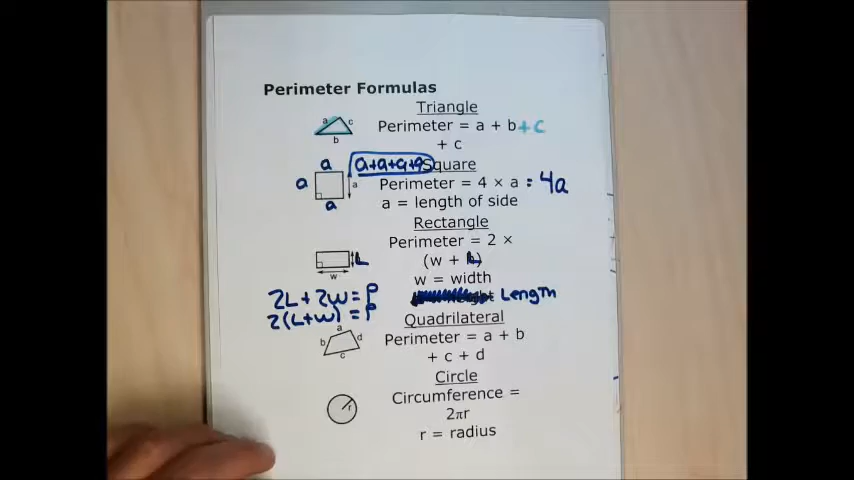 Perimeter Formulas
Triangle
a c
b
Perimeter = a + b + c
+ c
a
a+a+a+a
Square
a
a
a
Perimeter = 4 × a = 4a
a = length of side
Rectangle
Perimeter = 2 ×
(w + L)
L
w
w = width
2L + 2W = P
Length
2(L+W) = P
Quadrilateral
a
b
d
c
Perimeter = a + b
+ c + d
Circle
Circumference =
r
2πr
r = radius